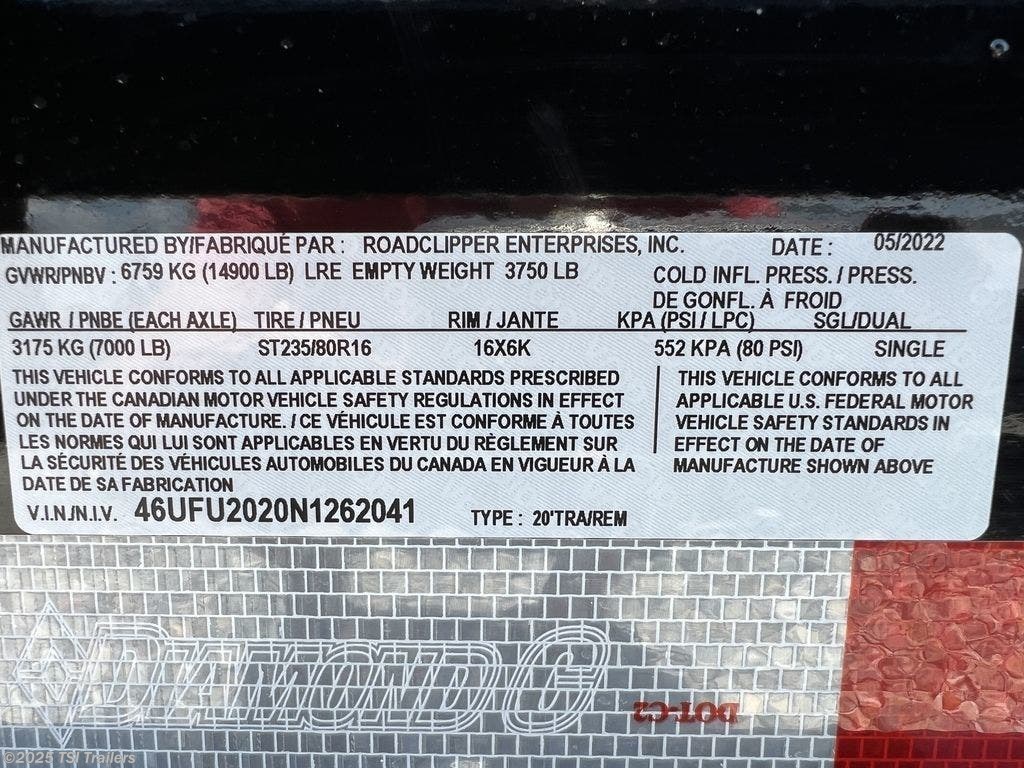 MANUFACTURED BY/FABRIQUÉ PAR : ROADCLIPPER ENTERPRISES, INC. DATE : 05/2022
GVWR/PNBV : 6759 KG (14900 LB) LRE EMPTY WEIGHT 3750 LB COLD INFL. PRESS. / PRESS.
DE GONFL. À FROID
GAWR / PNBE (EACH AXLE) TIRE / PNEU RIM / JANTE KPA (PSI / LPC) SGL/DUAL
3175 KG (7000 LB) ST235/80R16 16X6K 552 KPA (80 PSI) SINGLE
THIS VEHICLE CONFORMS TO ALL APPLICABLE STANDARDS PRESCRIBED
UNDER THE CANADIAN MOTOR VEHICLE SAFETY REGULATIONS IN EFFECT
ON THE DATE OF MANUFACTURE. / CE VÉHICULE EST CONFORME À TOUTES
LES NORMES QUI LUI SONT APPLICABLES EN VERTU DU RÈGLEMENT SUR
LA SÉCURITÉ DES VÉHICULES AUTOMOBILES DU CANADA EN VIGUEUR À LA
DATE DE SA FABRICATION
THIS VEHICLE CONFORMS TO ALL
APPLICABLE U.S. FEDERAL MOTOR
VEHICLE SAFETY STANDARDS IN
EFFECT ON THE DATE OF
MANUFACTURE SHOWN ABOVE
V.I.N./N.I.V. 46UFU2020N1262041 TYPE : 20'TRA/REM
DIAMOND C
DOT-C2
©2025 TSI Trailers